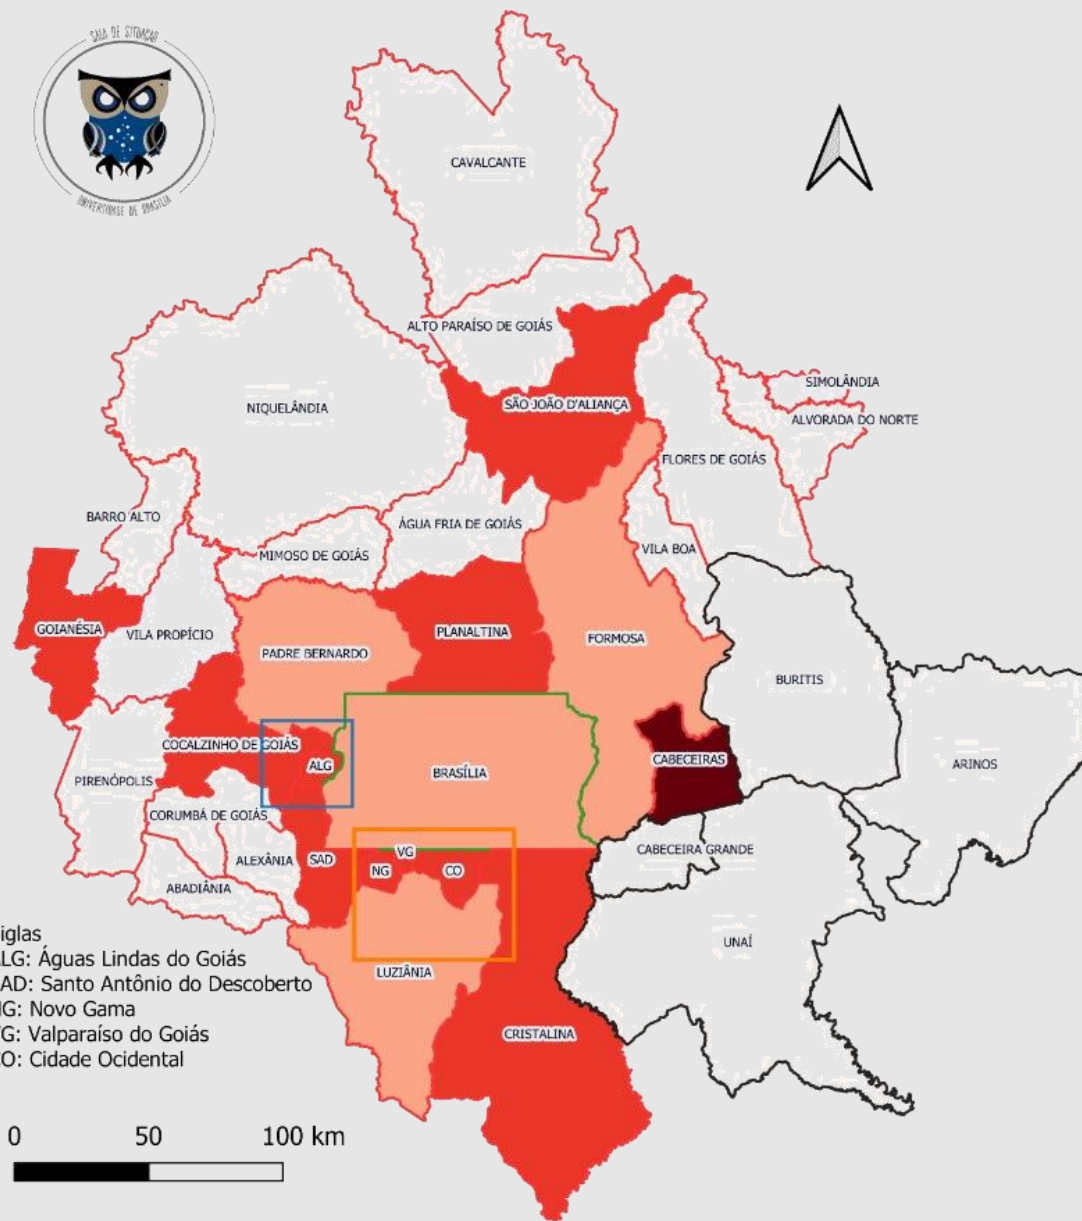 SALA DE SITUAÇÃO
UNIVERSIDADE DE BRASÍLIA
CAVALCANTE
ALTO PARAÍSO DE GOIÁS
SIMOLÂNDIA
SÃO JOÃO D'ALIANÇA
NIQUELÂNDIA
ALVORADA DO NORTE
FLORES DE GOIÁS
BARRO ALTO
ÁGUA FRIA DE GOIÁS
MIMOSO DE GOIÁS
VILA BOA
GOIANÉSIA
VILA PROPÍCIO
PLANALTINA
FORMOSA
PADRE BERNARDO
BURITIS
COCALZINHO DE GOIÁS
CABECEIRAS
ARINOS
ALG
BRASÍLIA
PIRENÓPOLIS
CORUMBÁ DE GOIÁS
CABECEIRA GRANDE
VG
ALEXÂNIA
SAD
NG
CO
ABADIÂNIA
UNAÍ
LUZIÂNIA
CRISTALINA
iglas
LG: Águas Lindas do Goiás
AD: Santo Antônio do Descoberto
G: Novo Gama
G: Valparaíso do Goiás
O: Cidade Ocidental
0 50 100 km